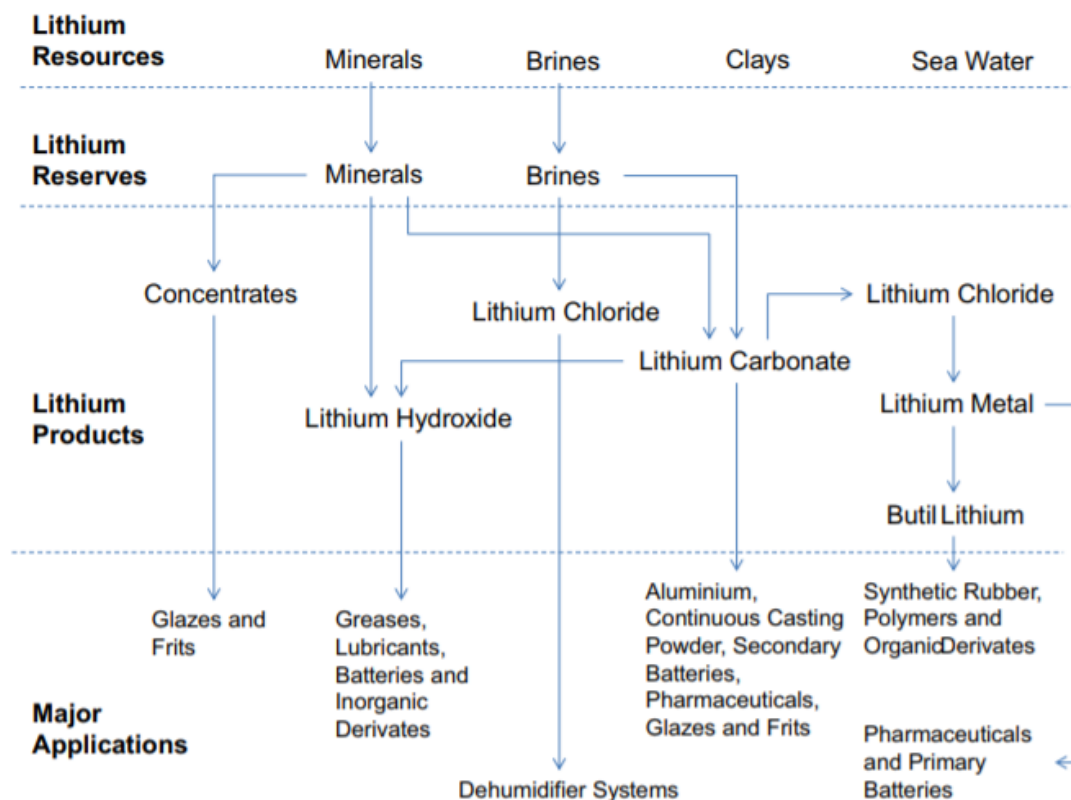 Lithium
Resources
Minerals
Brines
Clays
Sea Water
Lithium
Reserves
Minerals
Brines
Concentrates
Lithium Chloride
Lithium Chloride
Lithium Carbonate
Lithium
Products
Lithium Hydroxide
Lithium Metal
Butil Lithium
Major
Applications
Glazes and
Frits
Greases,
Lubricants,
Batteries and
Inorganic
Derivates
Dehumidifier Systems
Aluminium,
Continuous Casting
Powder, Secondary
Batteries,
Pharmaceuticals,
Glazes and Frits
Synthetic Rubber,
Polymers and
Organic Derivates
Pharmaceuticals
and Primary
Batteries